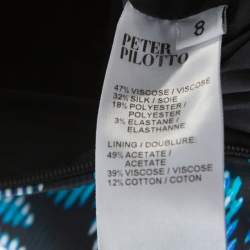 8
PETER
PILOTTO
47% VISCOSE / VISCOSE
32% SILK / SOIE
18% POLYESTER /
POLYESTER
3% ELASTANE /
ELASTHANNE
LINING / DOUBLURE.
49% ACETATE /
ACETATE
39% VISCOSE / VISCOSE
12% COTTON / COTON